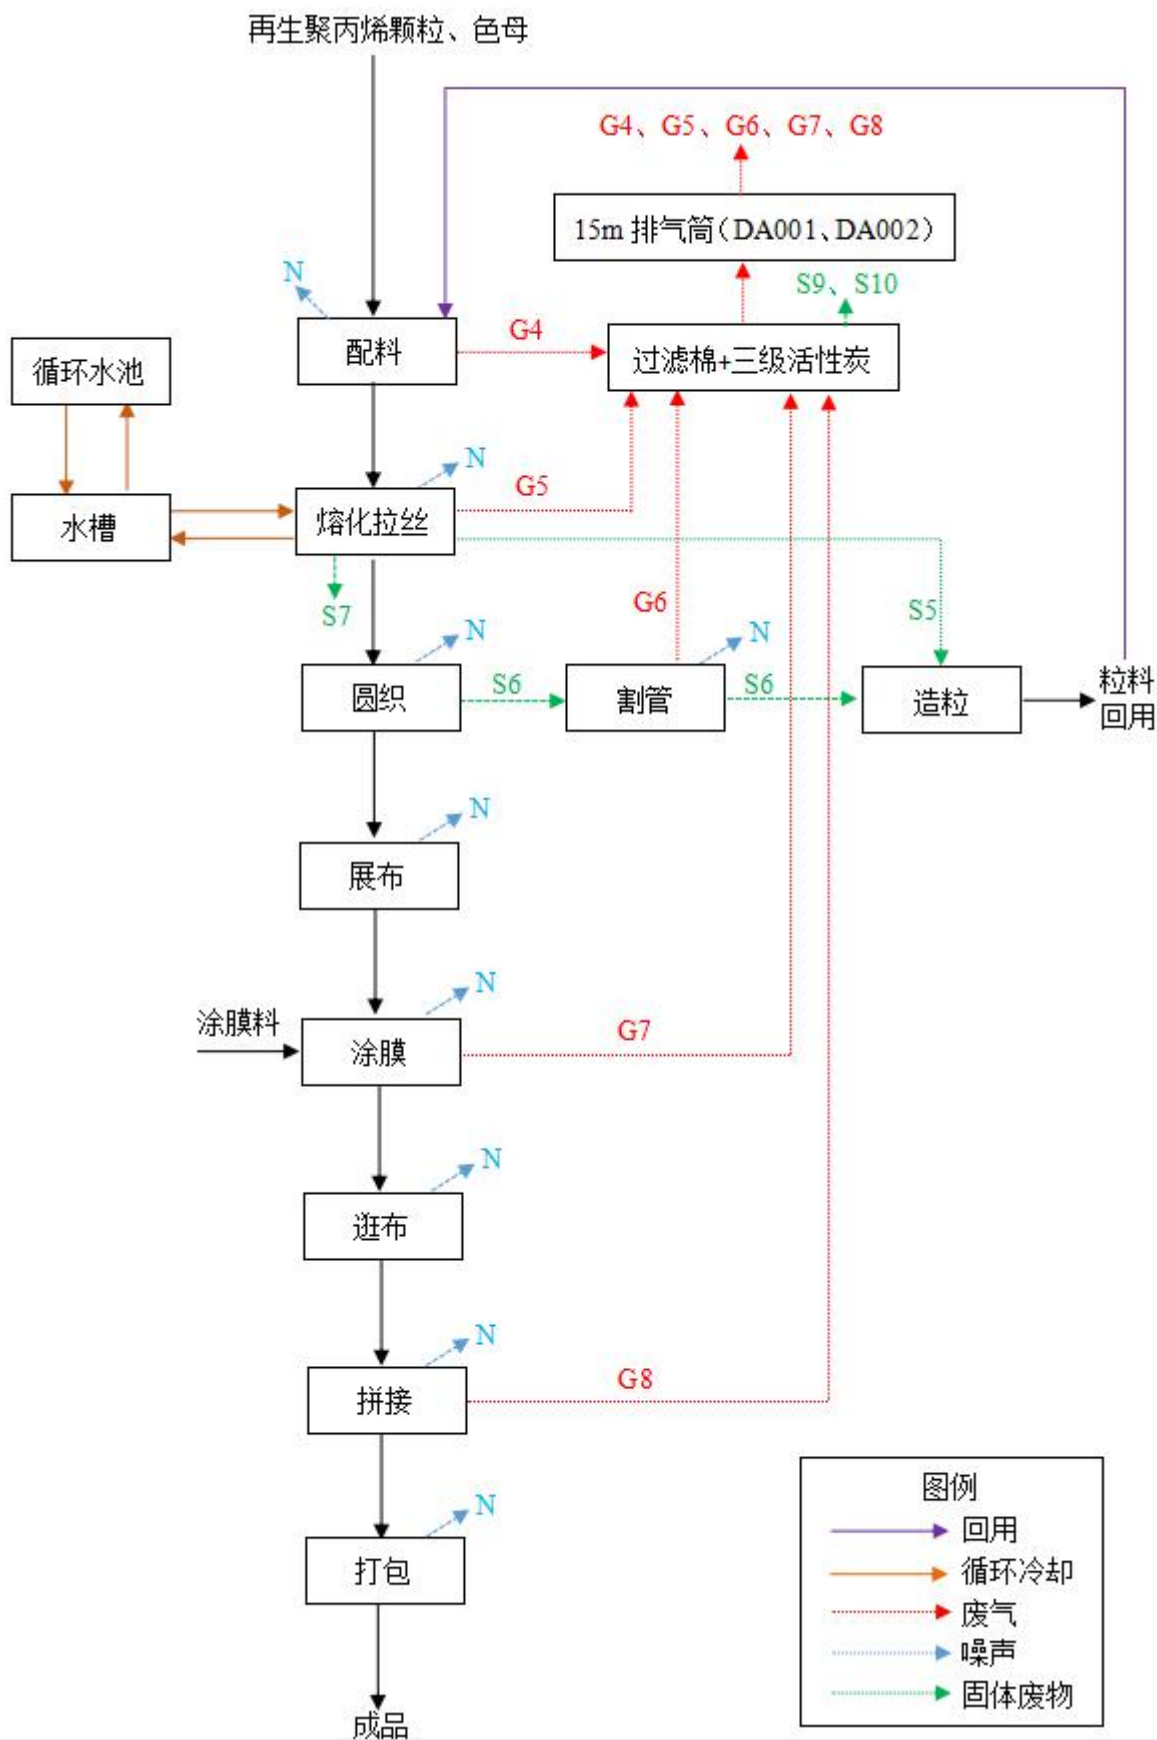 再生聚丙烯颗粒、色母
G4、G5、G6、G7、G8
15m 排气筒(DA001、DA002)
N
S9、S10
配料
G4
过滤棉+三级活性炭
循环水池
N
G5
水槽
熔化拉丝
S7
G6
S5
N
N
圆织
S6
割管
S6
造粒
粒料
回用
N
展布
N
涂膜料
涂膜
G7
N
逛布
N
拼接
G8
N
打包
成品
图例
回用
循环冷却
废气
噪声
固体废物